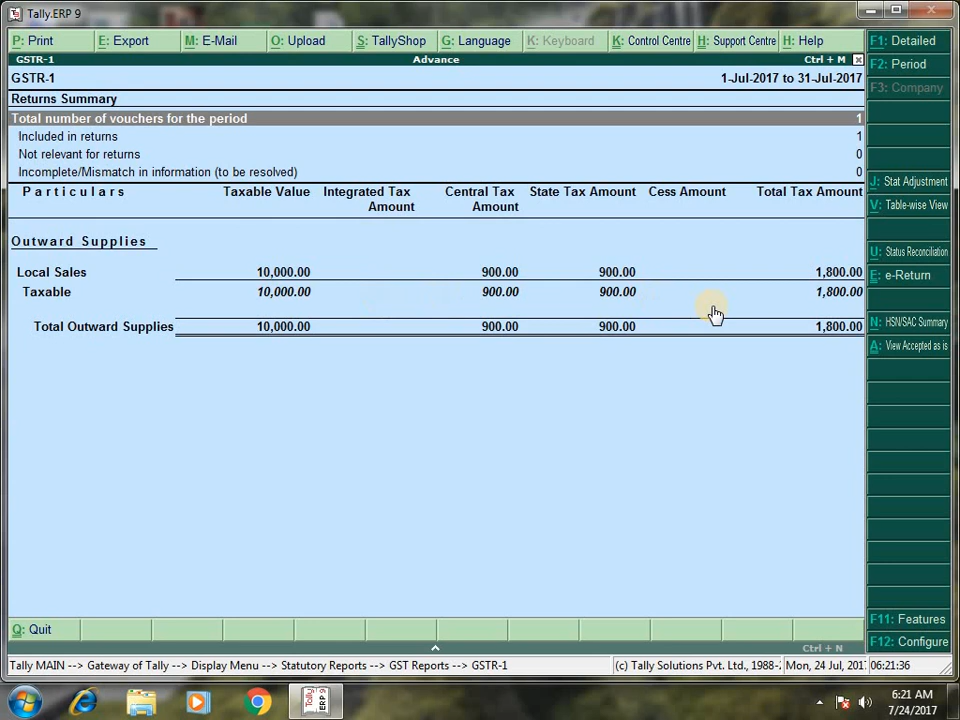 Tally.ERP 9
P: Print E: Export M: E-Mail O: Upload S: TallyShop G: Language K: Keyboard K: Control Centre H: Support Centre H: Help F1: Detailed
GSTR-1 Advance Ctrl + M
F2: Period
GSTR-1 1-Jul-2017 to 31-Jul-2017
F3: Company
Returns Summary
Total number of vouchers for the period 1
Included in returns 1
Not relevant for returns 0
Incomplete/Mismatch in information (to be resolved) 0
J: Stat Adjustment
Particulars Taxable Value Integrated Tax Central Tax State Tax Amount Cess Amount Total Tax Amount
Amount Amount
V: Table-wise View
Outward Supplies
U: Status Reconciliation
Local Sales 10,000.00 900.00 900.00 1,800.00
E: e-Return
Taxable 10,000.00 900.00 900.00 1,800.00
Total Outward Supplies 10,000.00 900.00 900.00 1,800.00
N: HSN/SAC Summary
A: View Accepted as is
F11: Features
Q: Quit
F12: Configure
Ctrl + N
Tally MAIN --> Gateway of Tally --> Display Menu --> Statutory Reports --> GST Reports --> GSTR-1 (c) Tally Solutions Pvt. Ltd., 1988-2 Mon, 24 Jul, 201 06:21:36
Tally ERP 9
6:21 AM
7/24/2017